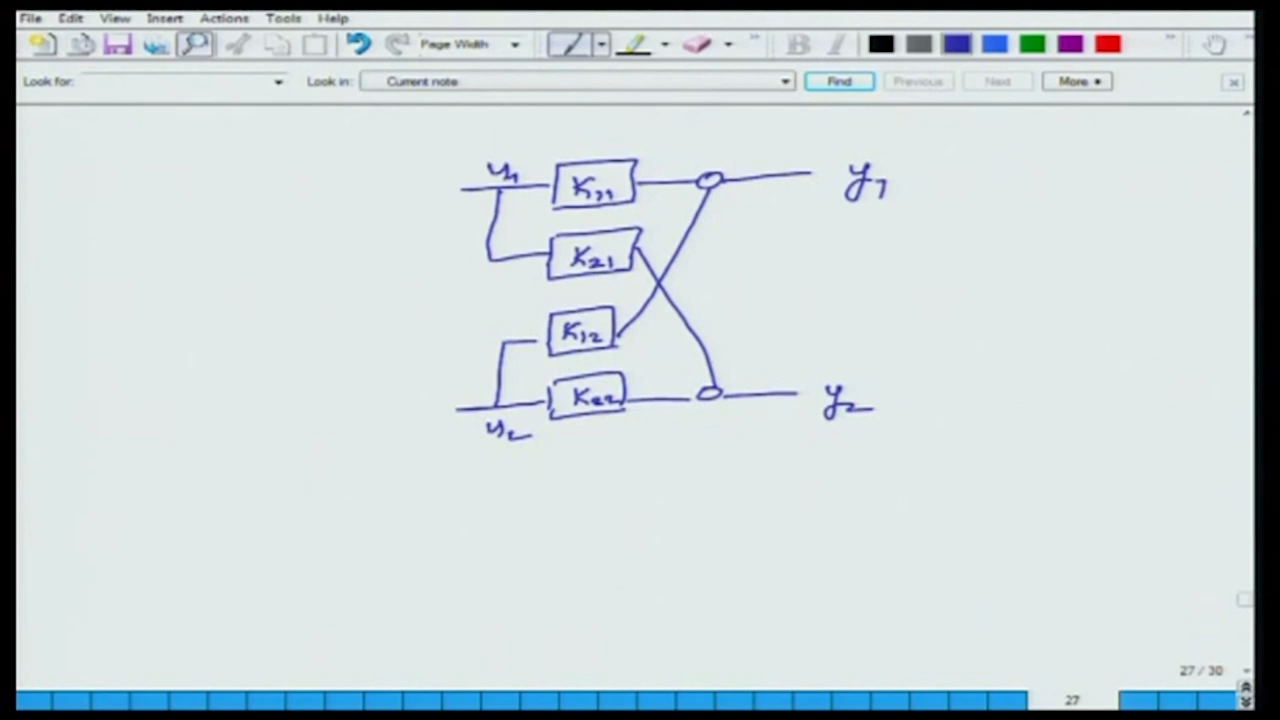 File Edit View Insert Actions Tools Help
Page Width
B I
Look for: Look in: Current note Find Previous Next More
u1 K11 y1
K21
K12
K22 y2
u2
27 / 30
27